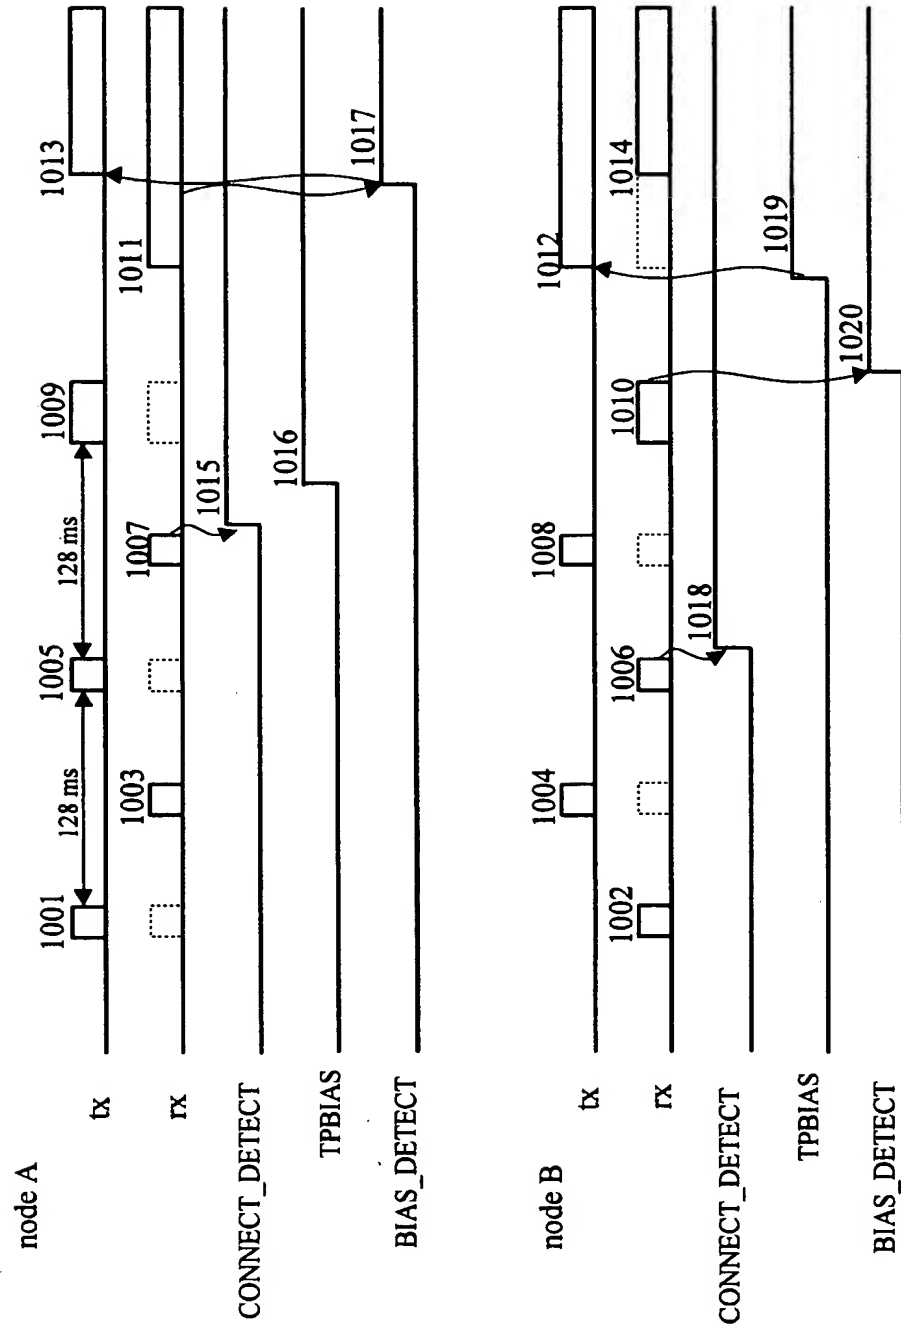 node A
tx
1001
128 ms
1005
128 ms
1009
1013
rx
1003
1007
1011
CONNECT_DETECT
1015
TPBIAS
1016
BIAS_DETECT
1017
node B
tx
1004
1008
1012
rx
1002
1006
1010
1014
CONNECT_DETECT
1018
TPBIAS
1019
BIAS_DETECT
1020